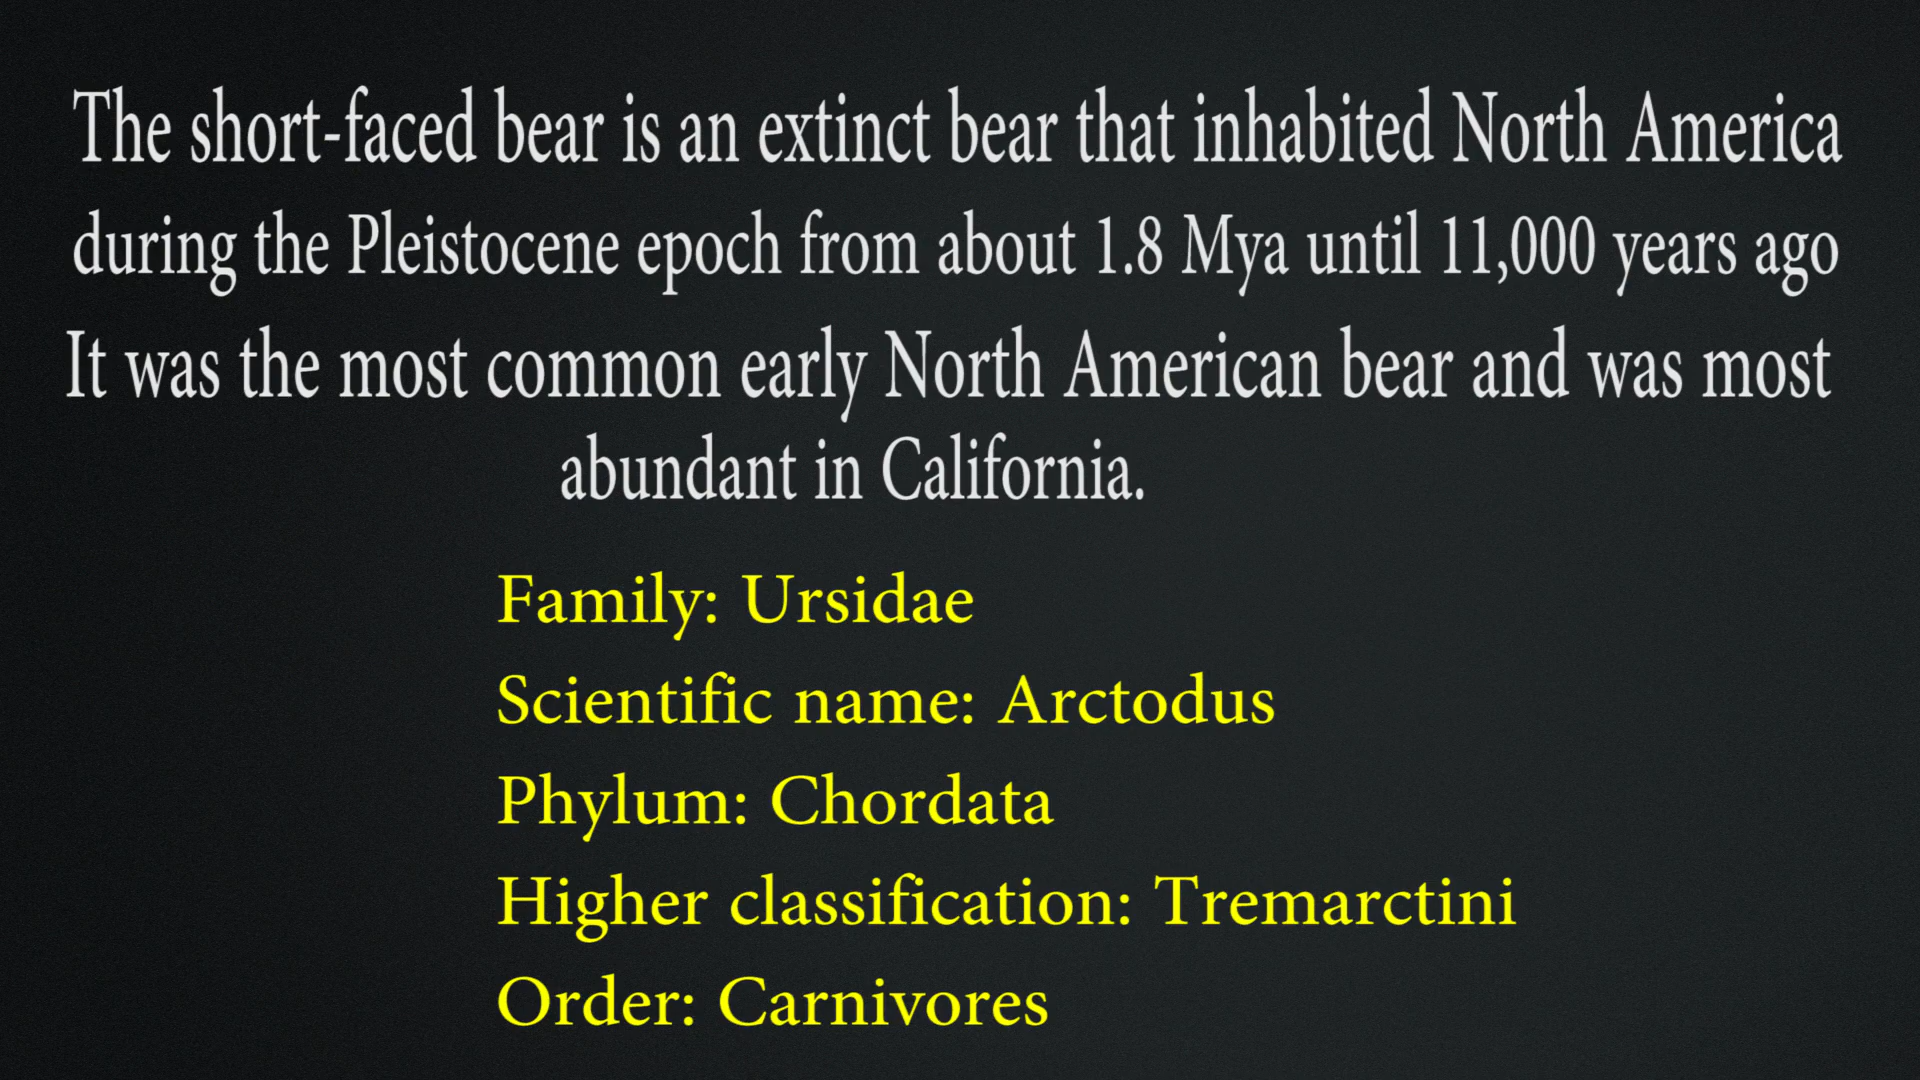 The short-faced bear is an extinct bear that inhabited North America
during the Pleistocene epoch from about 1.8 Mya until 11,000 years ago
It was the most common early North American bear and was most
abundant in California.
Family: Ursidae
Scientific name: Arctodus
Phylum: Chordata
Higher classification: Tremarctini
Order: Carnivores